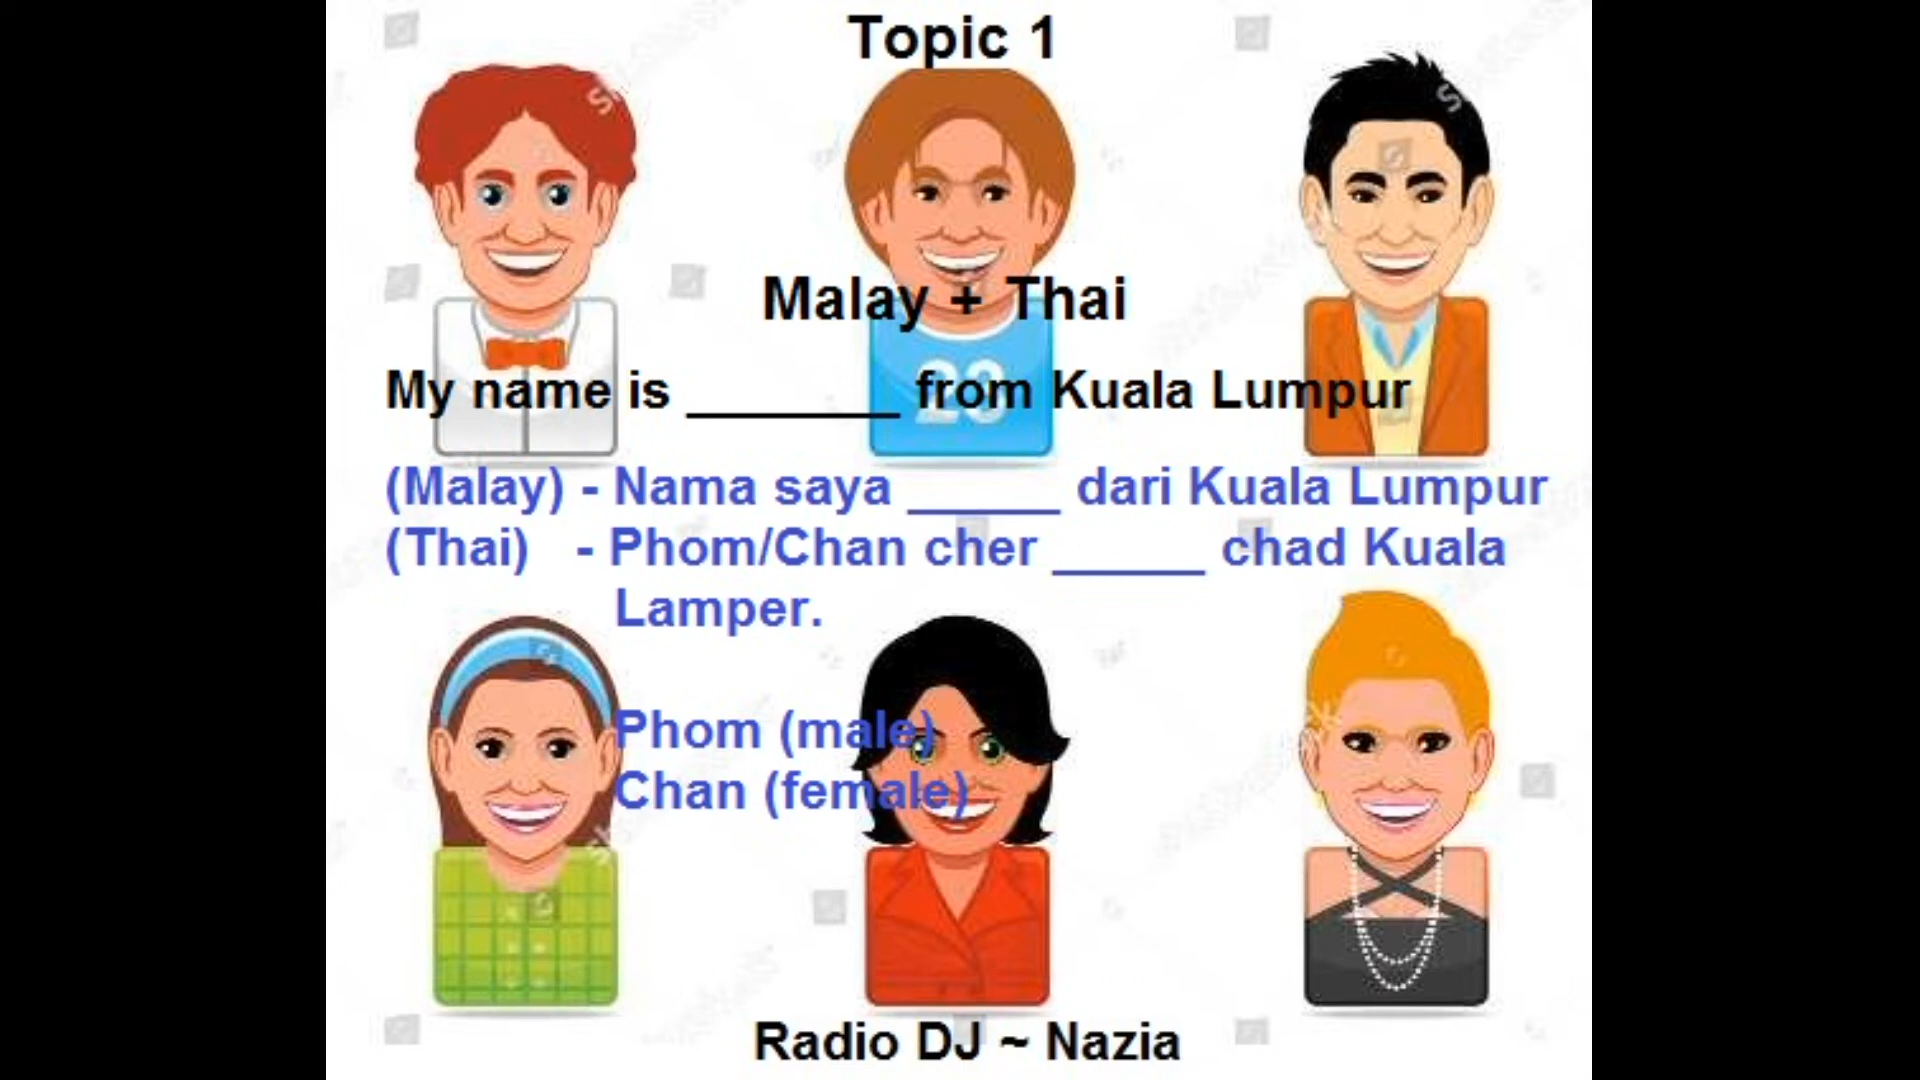 Topic 1
Malay + Thai
My name is _______ from Kuala Lumpur
(Malay) - Nama saya _____ dari Kuala Lumpur
(Thai) - Phom/Chan cher _____ chad Kuala
Lamper.
Phom (male)
Chan (female)
23
Radio DJ ~ Nazia